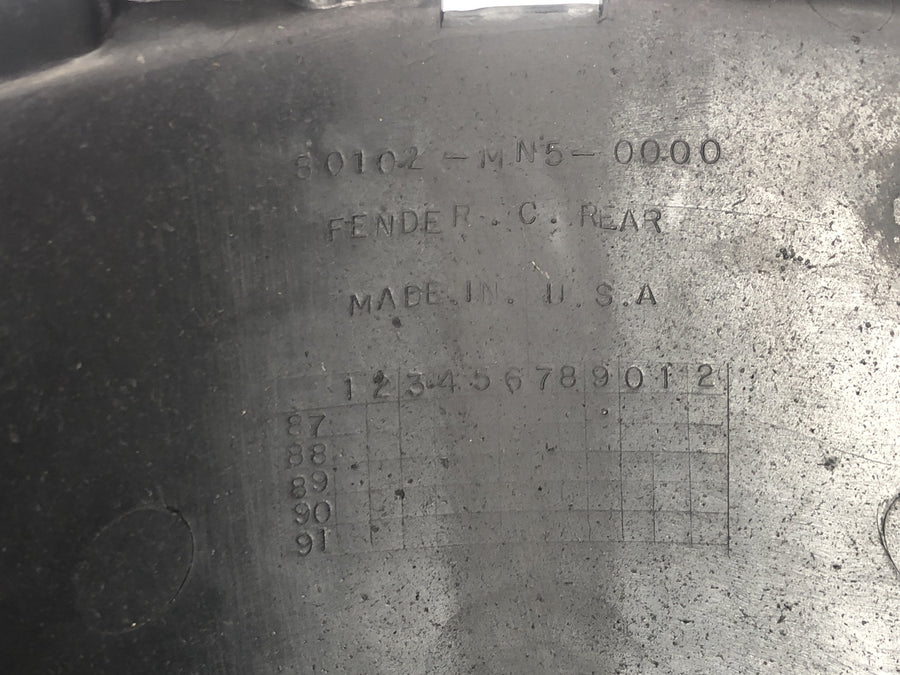 80102-MN5-0000
FENDER.C.REAR
MADE.IN.U.S.A
1 2 3 4 5 6 7 8 9 0 1 2
87
88
89
90
91